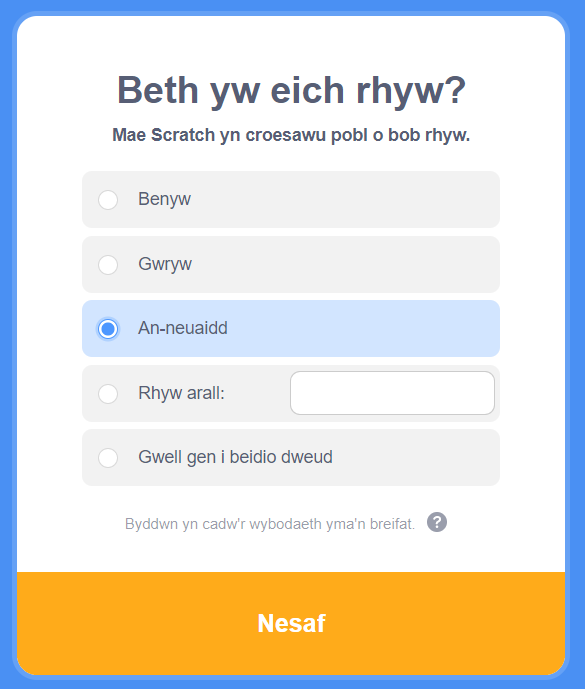 Beth yw eich rhyw?
Mae Scratch yn croesawu pobl o bob rhyw.
Benyw
Gwryw
An-neuaidd
Rhyw arall:
Gwell gen i beidio dweud
Byddwn yn cadw'r wybodaeth yma'n breifat. ?
Nesaf